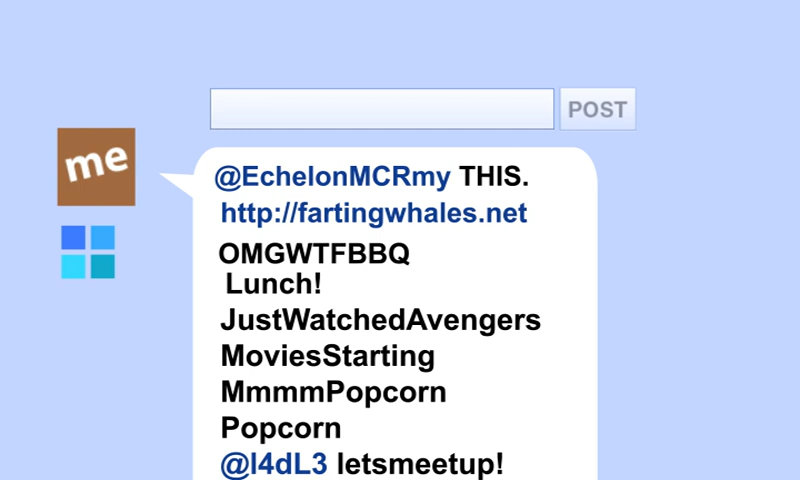 POST
me
@EchelonMCRmy THIS.
http://fartingwhales.net
OMGWTFBBQ
Lunch!
JustWatchedAvengers
MoviesStarting
MmmmPopcorn
Popcorn
@l4dL3 letsmeetup!